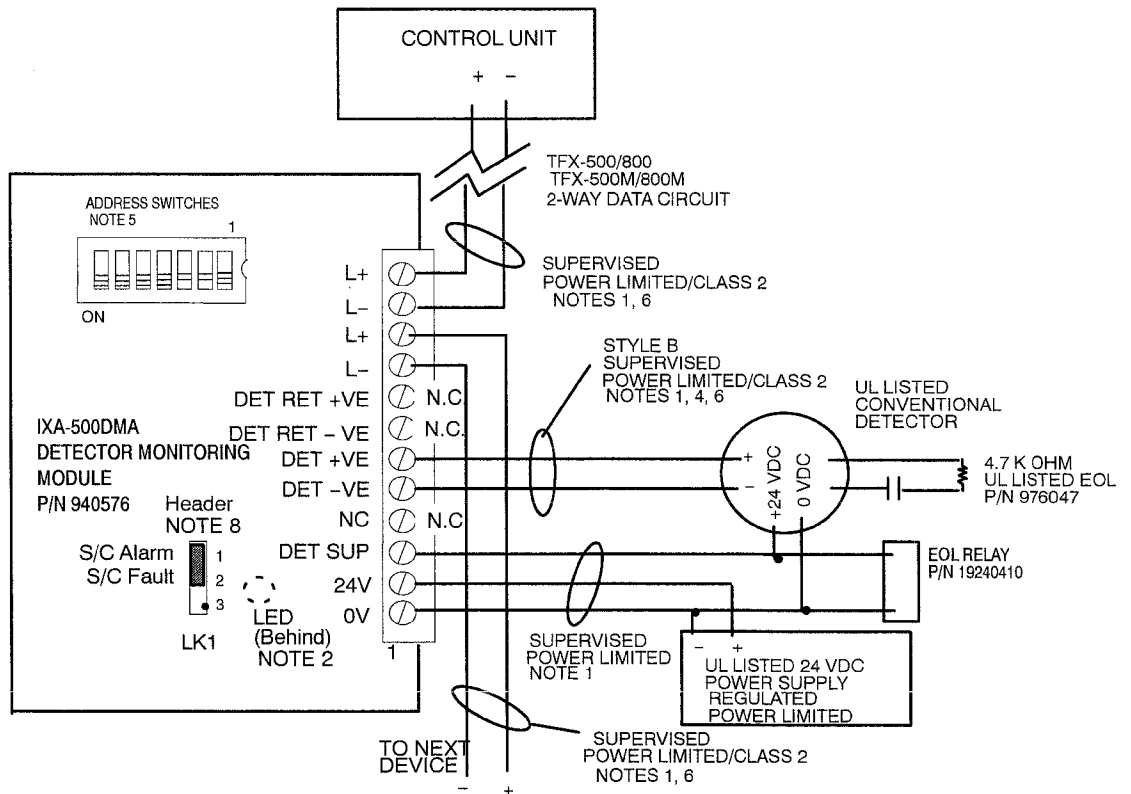 CONTROL UNIT
+ −
TFX-500/800
TFX-500M/800M
2-WAY DATA CIRCUIT
ADDRESS SWITCHES
NOTE 5
1
ON
SUPERVISED
POWER LIMITED/CLASS 2
NOTES 1, 6
L+
L−
L+
L−
DET RET +VE N.C.
DET RET − VE N.C.
DET +VE
DET −VE
NC N.C
DET SUP
24V
0V
1
IXA-500DMA
DETECTOR MONITORING
MODULE
P/N 940576
Header
NOTE 8
S/C Alarm 1
S/C Fault 2
3
LK1
LED
(Behind)
NOTE 2
STYLE B
SUPERVISED
POWER LIMITED/CLASS 2
NOTES 1, 4, 6
UL LISTED
CONVENTIONAL
DETECTOR
+
−
+24 VDC
0 VDC
4.7 K OHM
UL LISTED EOL
P/N 976047
EOL RELAY
P/N 19240410
SUPERVISED
POWER LIMITED
NOTE 1
− +
UL LISTED 24 VDC
POWER SUPPLY
REGULATED
POWER LIMITED
TO NEXT
DEVICE
− +
SUPERVISED
POWER LIMITED/CLASS 2
NOTES 1, 6